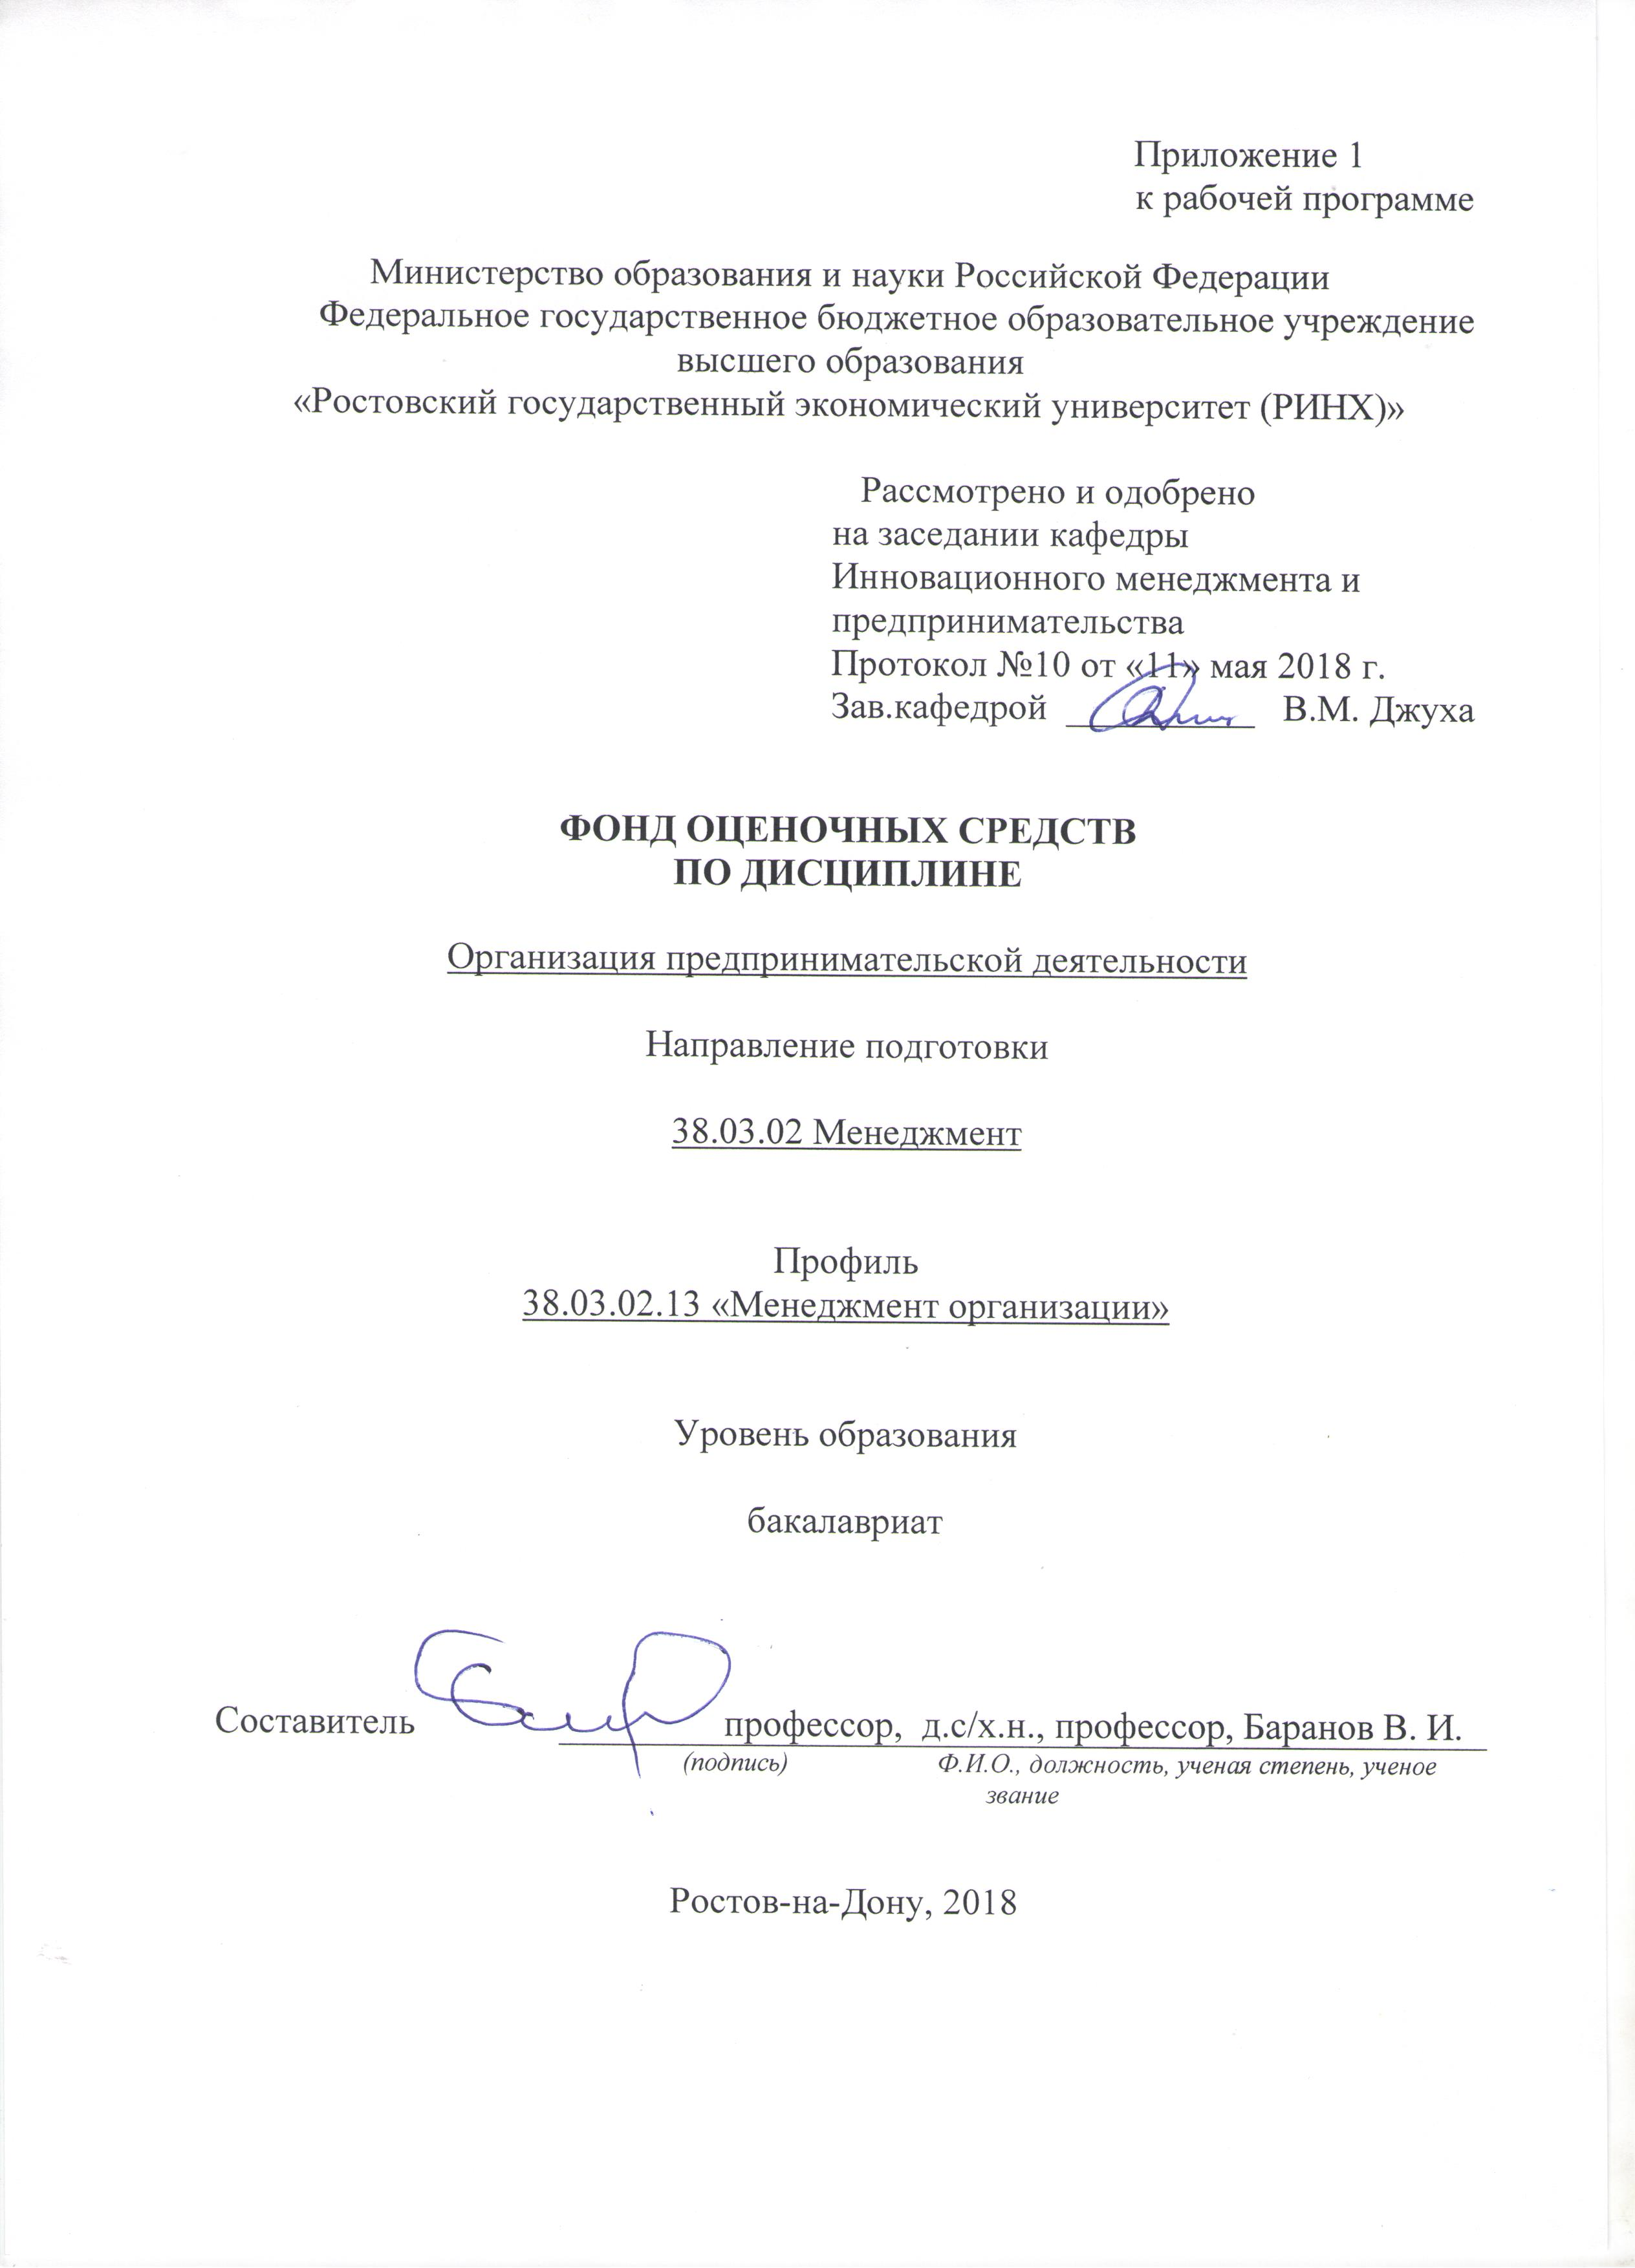 Приложение 1
к рабочей программе
Министерство образования и науки Российской Федерации
Федеральное государственное бюджетное образовательное учреждение
высшего образования
«Ростовский государственный экономический университет (РИНХ)»
Рассмотрено и одобрено
на заседании кафедры
Инновационного менеджмента и
предпринимательства
Протокол №10 от «11» мая 2018 г.
Зав.кафедрой В.М. Джуха
ФОНД ОЦЕНОЧНЫХ СРЕДСТВ
ПО ДИСЦИПЛИНЕ
Организация предпринимательской деятельности
Направление подготовки
38.03.02 Менеджмент
Профиль
38.03.02.13 «Менеджмент организации»
Уровень образования
бакалавриат
Составитель профессор, д.с/х.н., профессор, Баранов В. И.
(подпись) Ф.И.О., должность, ученая степень, ученое
звание
Ростов-на-Дону, 2018